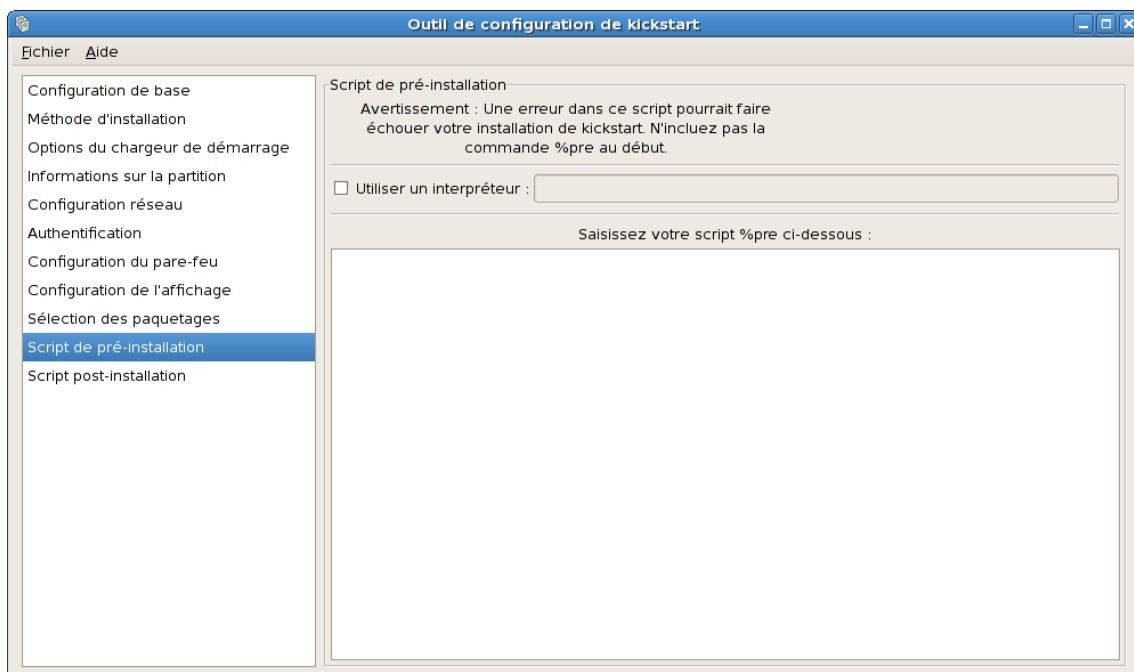 Outil de configuration de kickstart
Fichier Aide
Configuration de base
Méthode d'installation
Options du chargeur de démarrage
Informations sur la partition
Configuration réseau
Authentification
Configuration du pare-feu
Configuration de l'affichage
Sélection des paquetages
Script de pré-installation
Script post-installation
Script de pré-installation
Avertissement : Une erreur dans ce script pourrait faire
échouer votre installation de kickstart. N'incluez pas la
commande %pre au début.
Utiliser un interpréteur :
Saisissez votre script %pre ci-dessous :